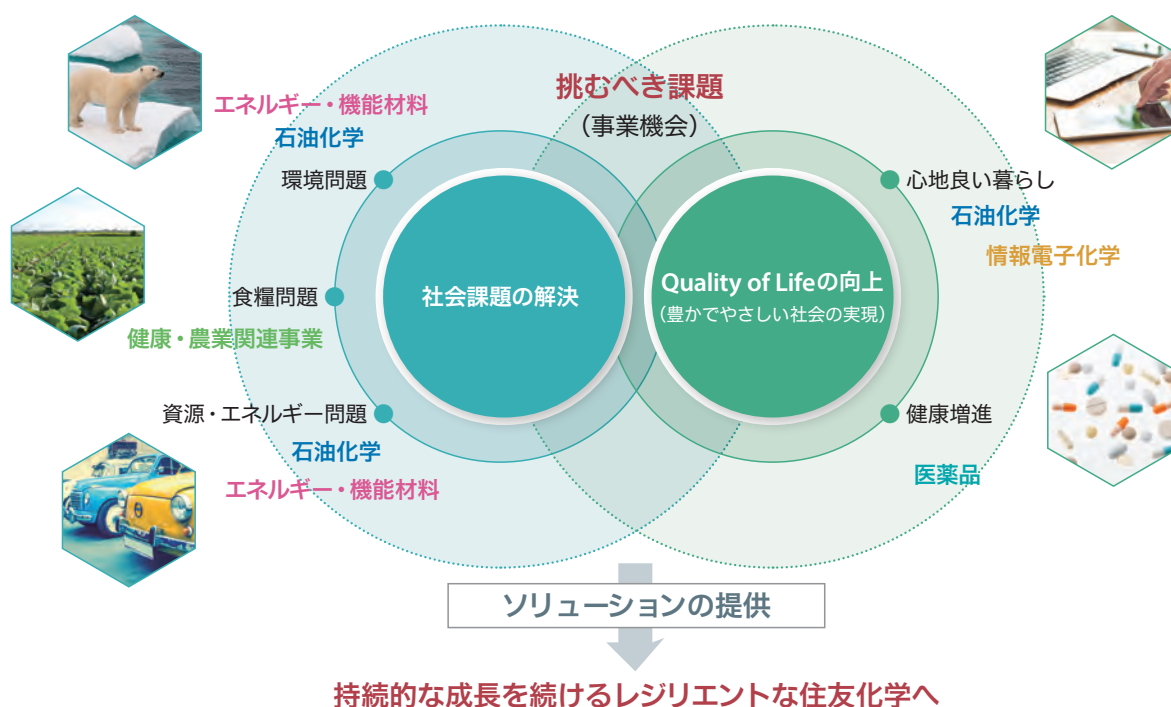 挑むべき課題
（事業機会）
エネルギー・機能材料
石油化学
環境問題
食糧問題
健康・農業関連事業
資源・エネルギー問題
石油化学
エネルギー・機能材料
社会課題の解決
Quality of Lifeの向上
（豊かでやさしい社会の実現）
心地良い暮らし
石油化学
情報電子化学
健康増進
医薬品
ソリューションの提供
持続的な成長を続けるレジリエントな住友化学へ